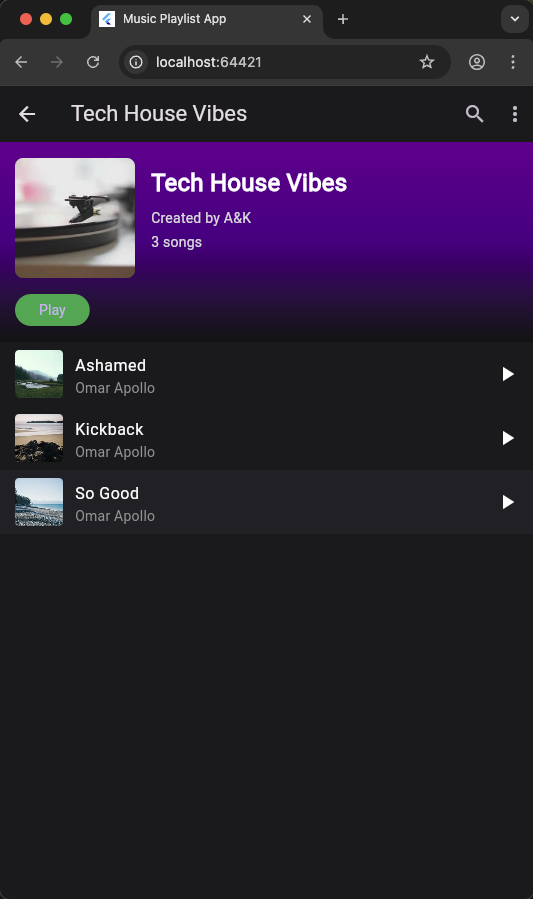 Music Playlist App
localhost:64421
Tech House Vibes
Tech House Vibes
Created by A&K
3 songs
Play
Ashamed
Omar Apollo
Kickback
Omar Apollo
So Good
Omar Apollo